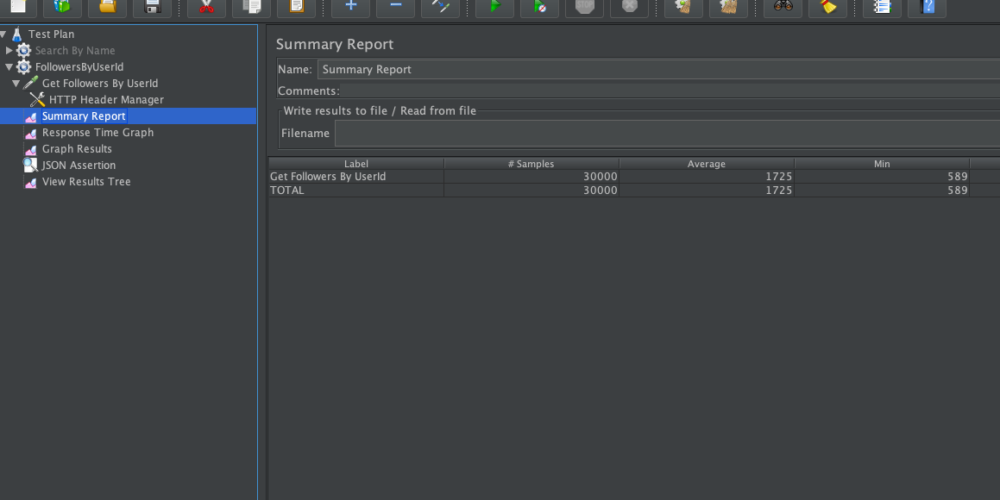 STOP
Test Plan
Search By Name
FollowersByUserId
Get Followers By UserId
HTTP Header Manager
Summary Report
Response Time Graph
Graph Results
JSON Assertion
View Results Tree
Summary Report
Name: Summary Report
Comments:
Write results to file / Read from file
Filename
Label # Samples Average Min
Get Followers By UserId 30000 1725 589
TOTAL 30000 1725 589